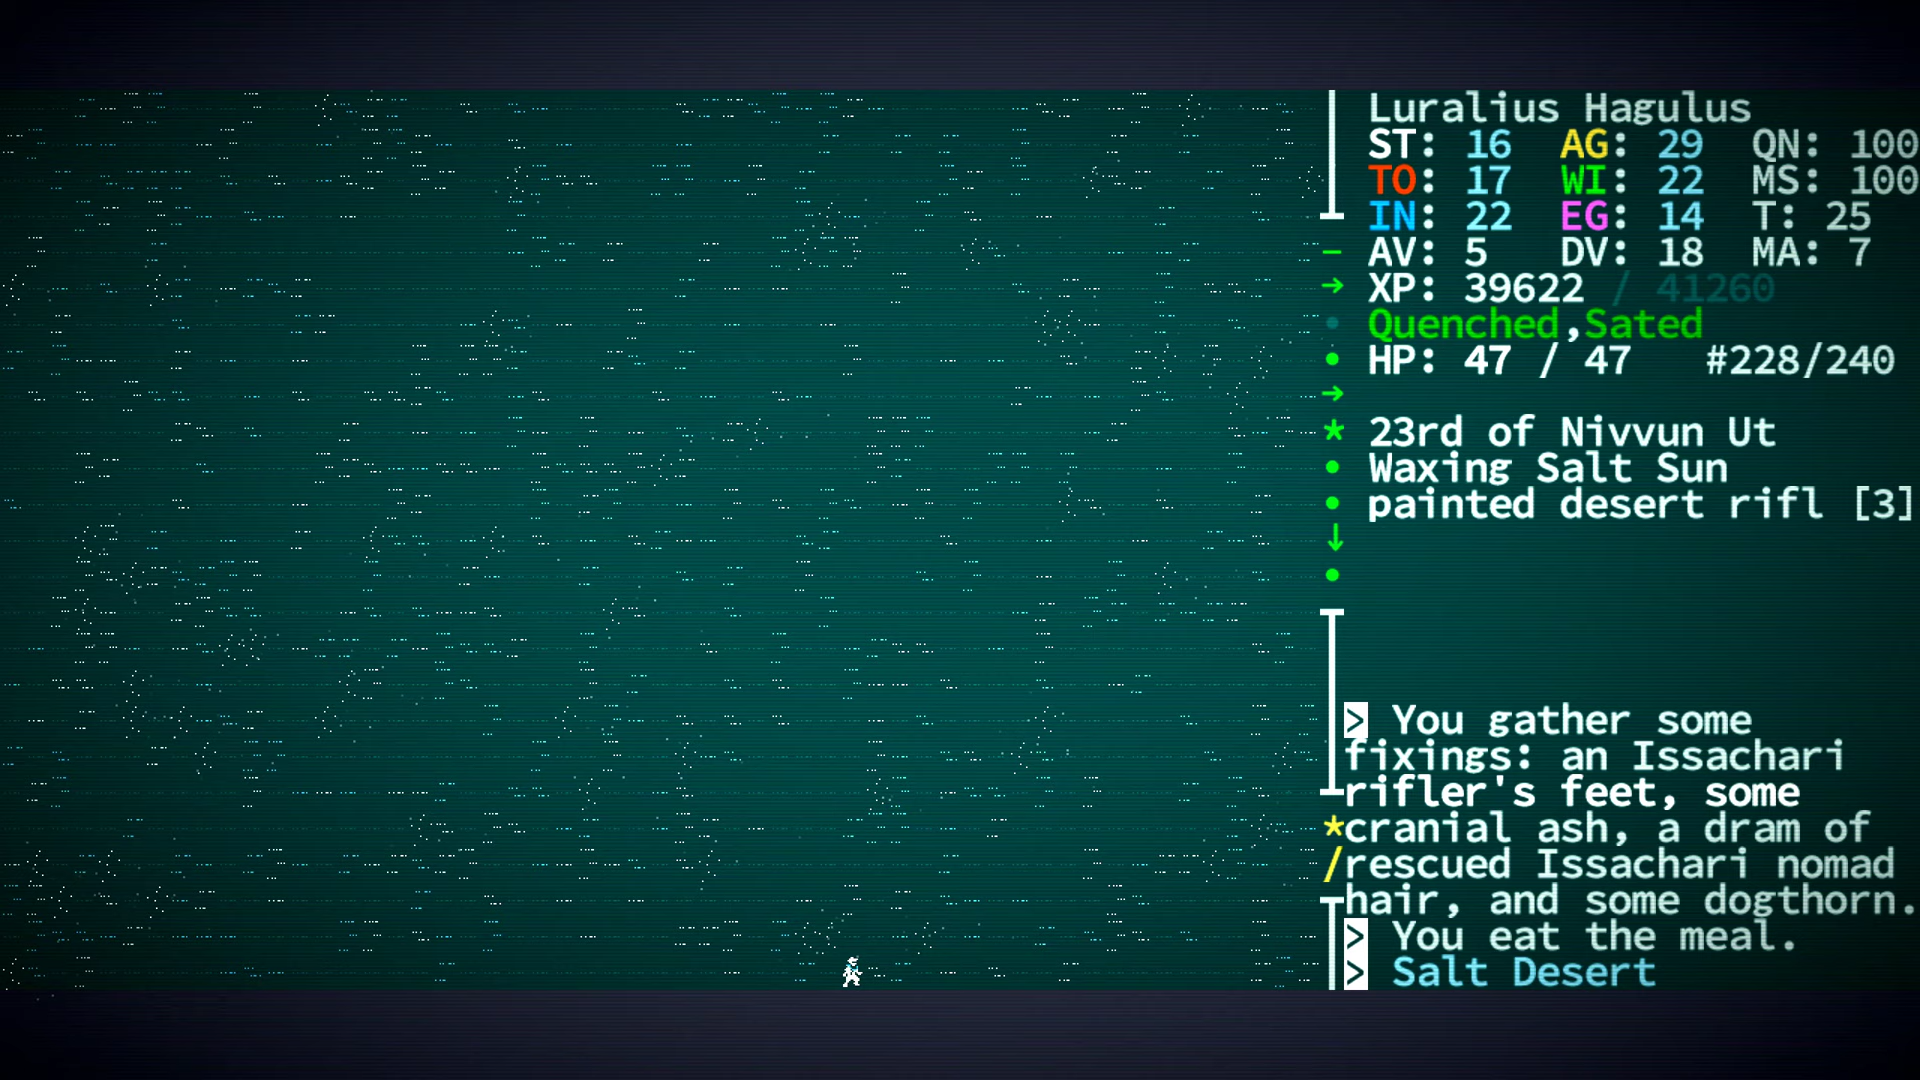 Luralius Hagulus
ST: 16 AG: 29 QN: 100
TO: 17 WI: 22 MS: 100
IN: 22 EG: 14 T: 25
AV: 5 DV: 18 MA: 7
XP: 39622 / 41260
Quenched,Sated
HP: 47 / 47 #228/240
23rd of Nivvun Ut
Waxing Salt Sun
painted desert rifl [3]
> You gather some
fixings: an Issachari
rifler's feet, some
cranial ash, a dram of
rescued Issachari nomad
hair, and some dogthorn.
> You eat the meal.
> Salt Desert